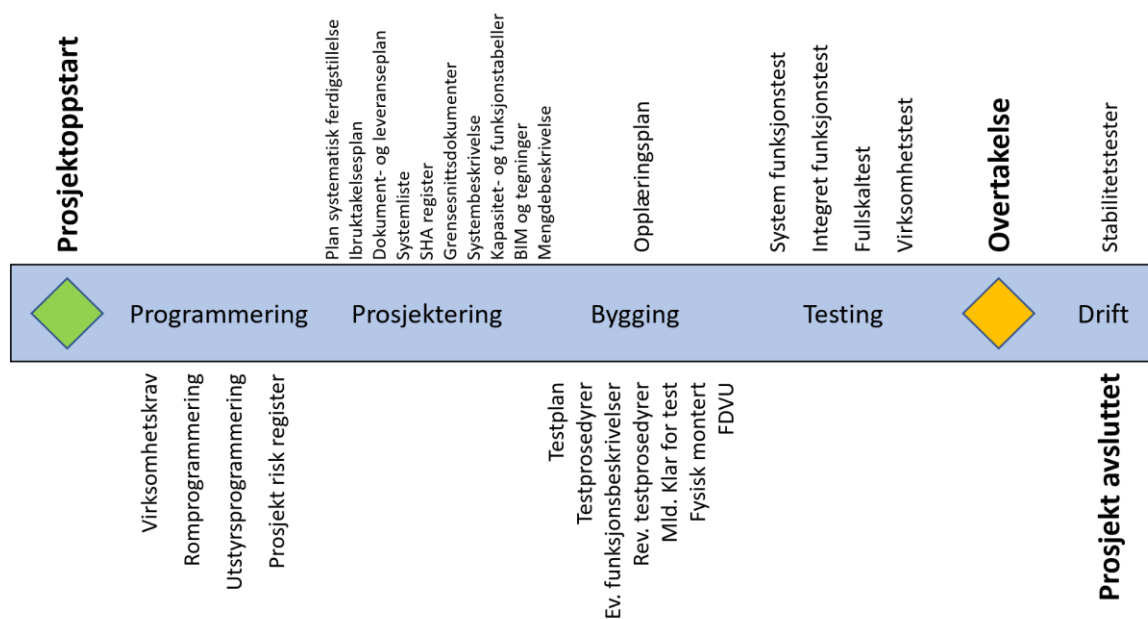 Prosjektoppstart
Plan systematisk ferdigstillelse
Ibruktakelsesplan
Dokument- og leveranseplan
Systemliste
SHA register
Grensesnittsdokumenter
Systembeskrivelse
Kapasitet- og funksjonstabeller
BIM og tegninger
Mengdebeskrivelse
Opplæringsplan
System funksjonstest
Integret funksjonstest
Fullskaltest
Virksomhetstest
Overtakelse
Stabilitetstester
Programmering
Prosjektering
Bygging
Testing
Drift
Virksomhetskrav
Romprogrammering
Utstyrsprogrammering
Prosjekt risk register
Testplan
Testprosedyrer
Ev. funksjonsbeskrivelser
Rev. testprosedyrer
Mld. Klar for test
Fysisk montert
FDVU
Prosjekt avsluttet